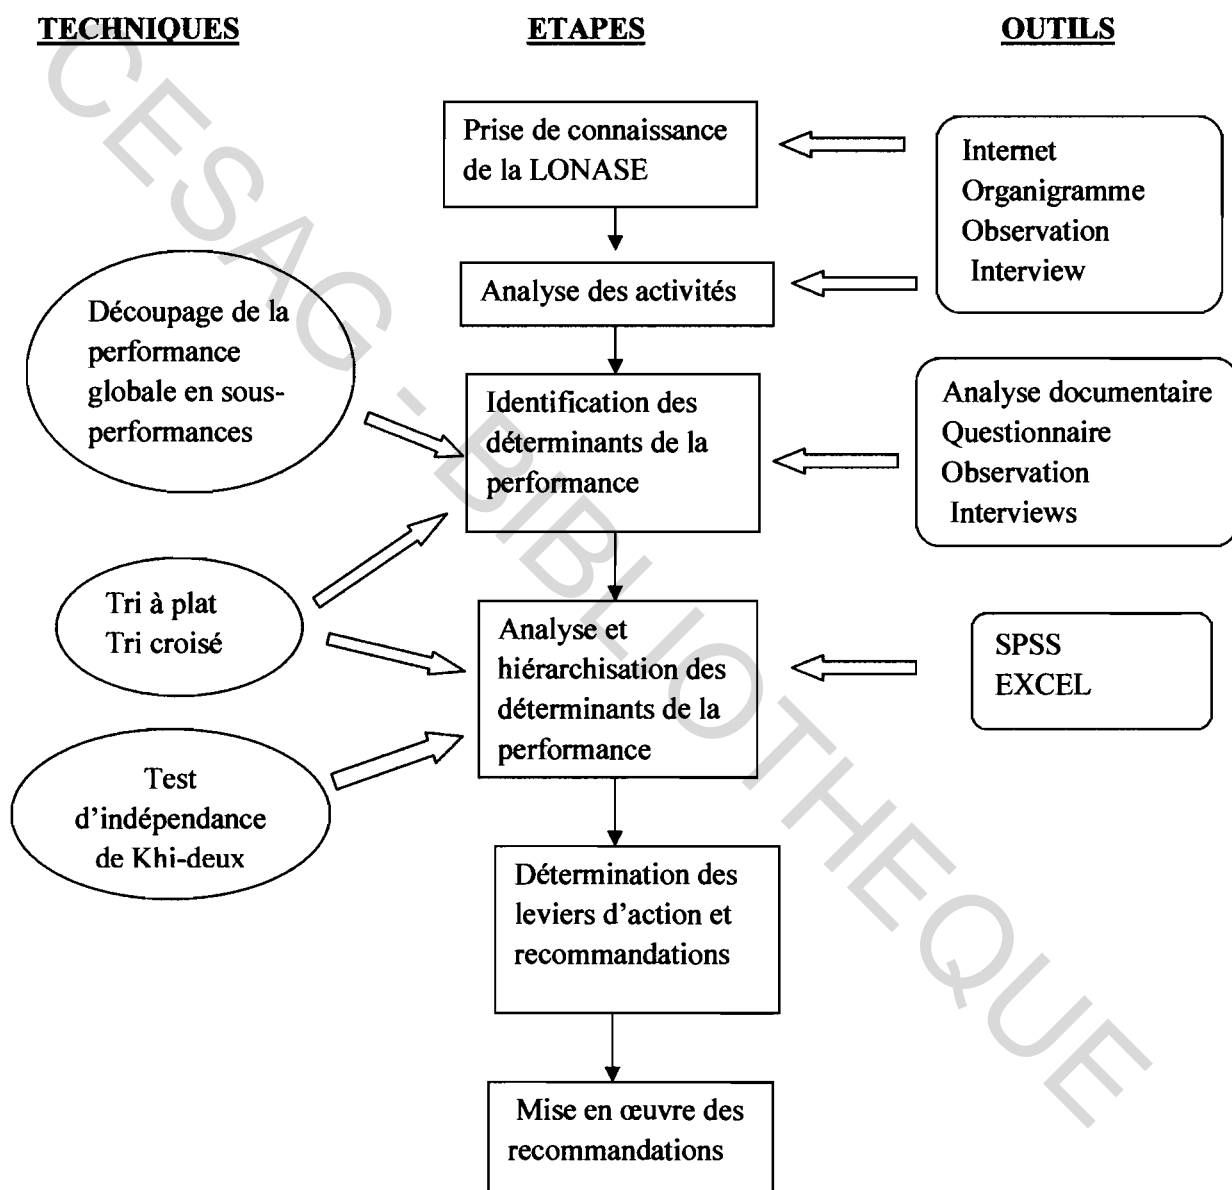 TECHNIQUES
ETAPES
OUTILS
Prise de connaissance
de la LONASE
Internet
Organigramme
Observation
Interview
Analyse des activités
Découpage de la
performance
globale en sous-
performances
Identification des
déterminants de la
performance
Analyse documentaire
Questionnaire
Observation
Interviews
Tri à plat
Tri croisé
Analyse et
hiérarchisation des
déterminants de la
performance
SPSS
EXCEL
Test
d’indépendance
de Khi-deux
Détermination des
leviers d’action et
recommandations
Mise en œuvre des
recommandations
CESAG - BIBLIOTHEQUE